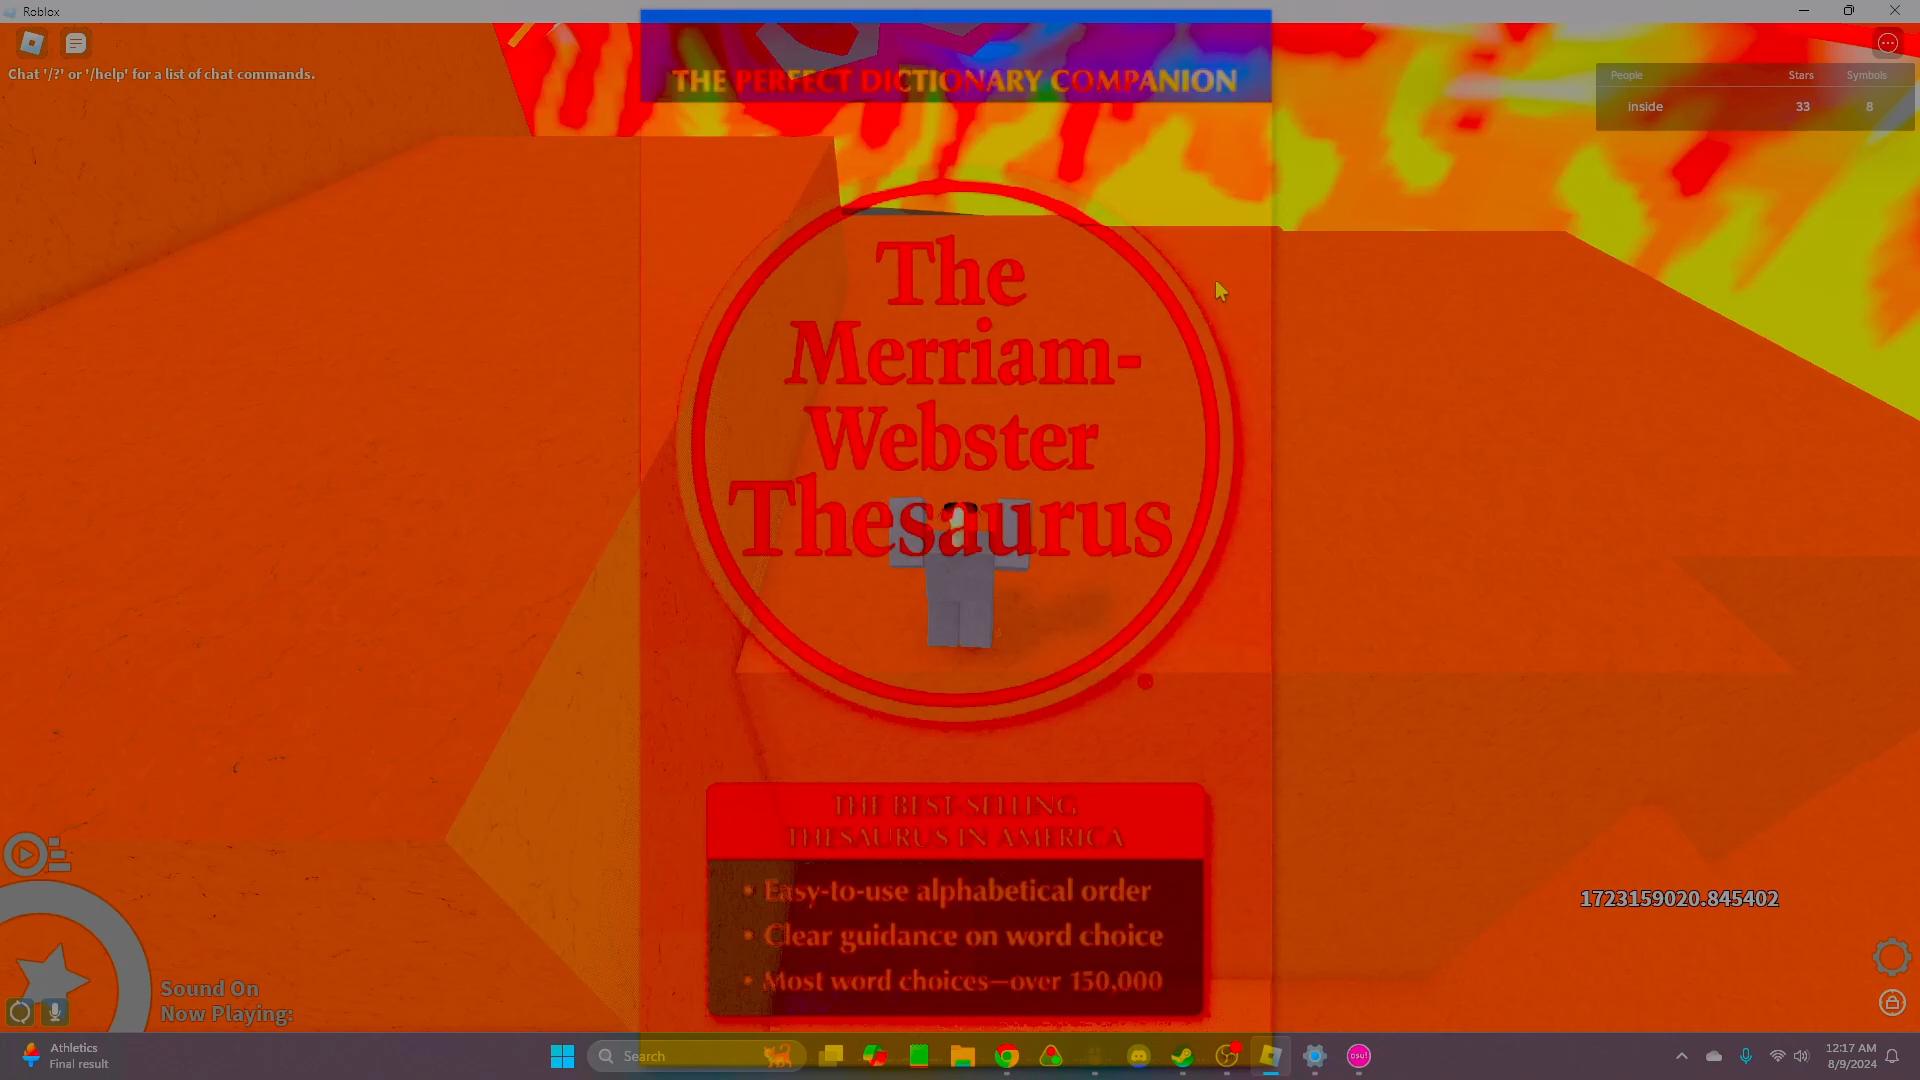 Roblox
Chat '/?' or '/help' for a list of chat commands.
THE PERFECT DICTIONARY COMPANION
People Stars Symbols
inside 33 8
The
Merriam-
Webster
Thesaurus
THE BEST-SELLING
THESAURUS IN AMERICA
• Easy-to-use alphabetical order
• Clear guidance on word choice
• Most word choices—over 150,000
1723159020.845402
Sound On
Now Playing:
Athletics
Final result
Search
osu!
12:17 AM
8/9/2024